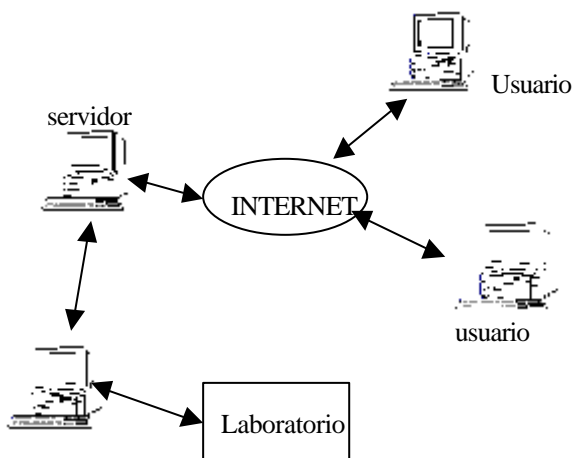 Usuario
servidor
INTERNET
usuario
Laboratorio